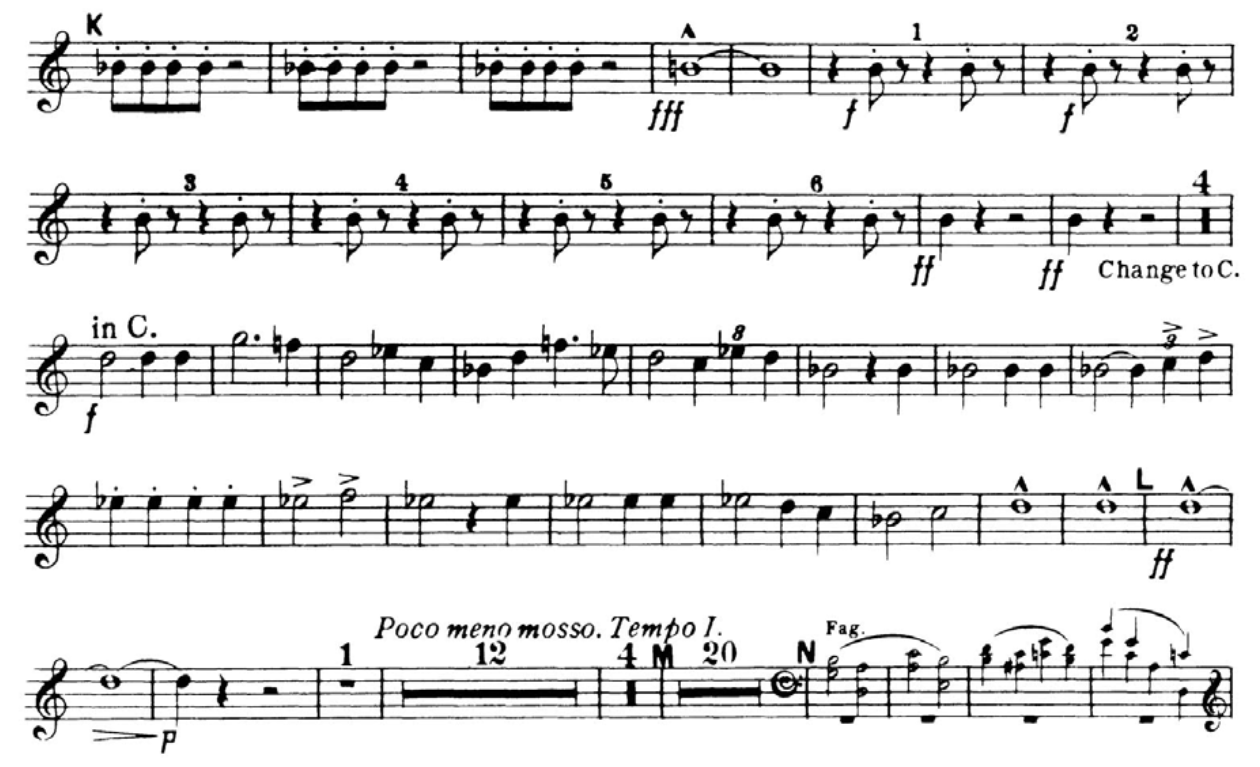 K
A 1 2
fff f f
3 4 5 6 4
ff ff Change to C.
in C.
3 3
f
L
ff
Poco meno mosso. Tempo I. Fag.
1 12 4 M 20 N
p